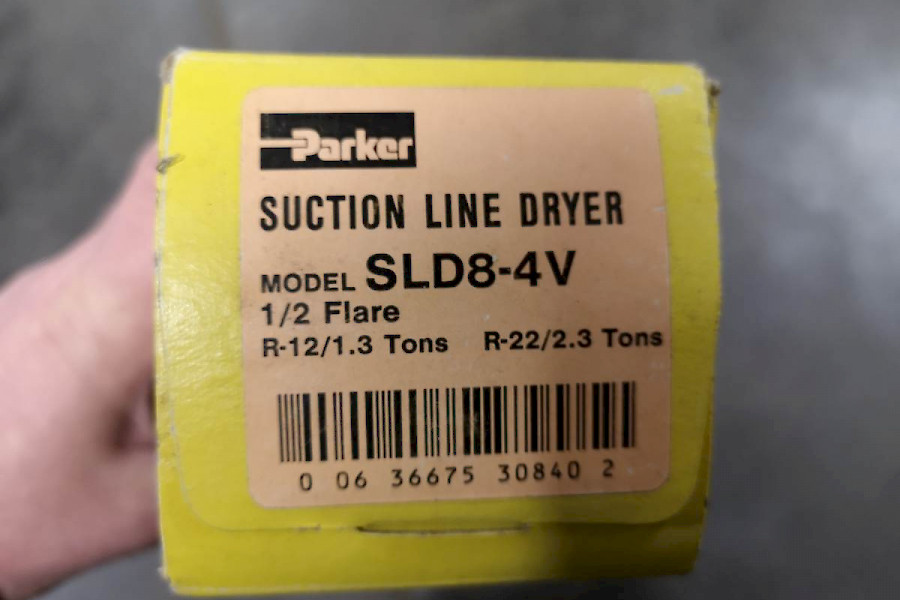 Parker
SUCTION LINE DRYER
MODEL SLD8-4V
1/2 Flare
R-12/1.3 Tons R-22/2.3 Tons
0 06 36675 30840 2